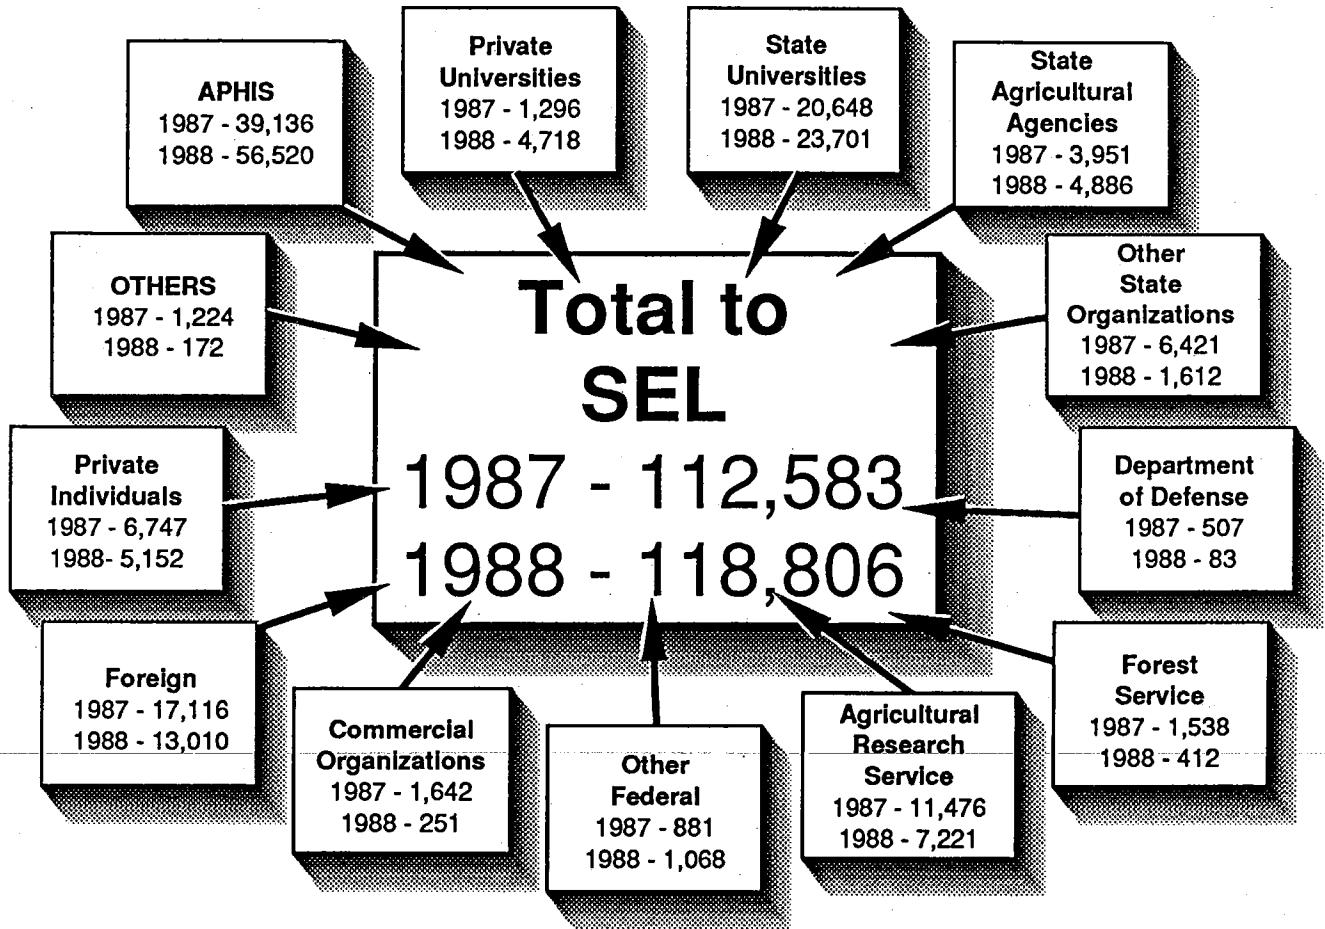 APHIS
1987 - 39,136
1988 - 56,520
Private
Universities
1987 - 1,296
1988 - 4,718
State
Universities
1987 - 20,648
1988 - 23,701
State
Agricultural
Agencies
1987 - 3,951
1988 - 4,886
OTHERS
1987 - 1,224
1988 - 172
Total to
SEL
1987 - 112,583
1988 - 118,806
Other
State
Organizations
1987 - 6,421
1988 - 1,612
Private
Individuals
1987 - 6,747
1988- 5,152
Department
of Defense
1987 - 507
1988 - 83
Foreign
1987 - 17,116
1988 - 13,010
Commercial
Organizations
1987 - 1,642
1988 - 251
Other
Federal
1987 - 881
1988 - 1,068
Agricultural
Research
Service
1987 - 11,476
1988 - 7,221
Forest
Service
1987 - 1,538
1988 - 412